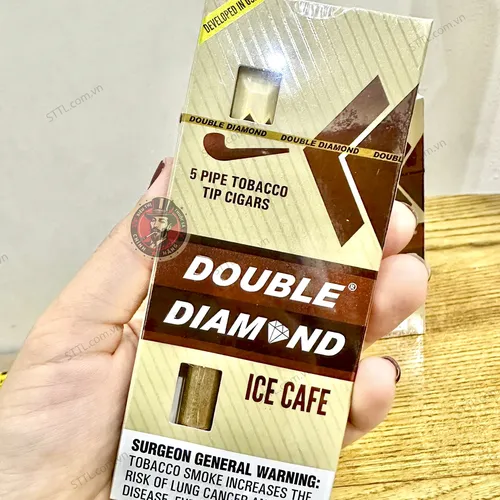 DEVELOPED IN
DOUBLE DIAMOND DOUBLE DIAMOND DOUB
5 PIPE TOBACCO
TIP CIGARS
DOUBLE®
DIAMOND
ICE CAFE
SURGEON GENERAL WARNING:
TOBACCO SMOKE INCREASES THE
RISK OF LUNG CANCER
DISEASE,
STTL.com.vn